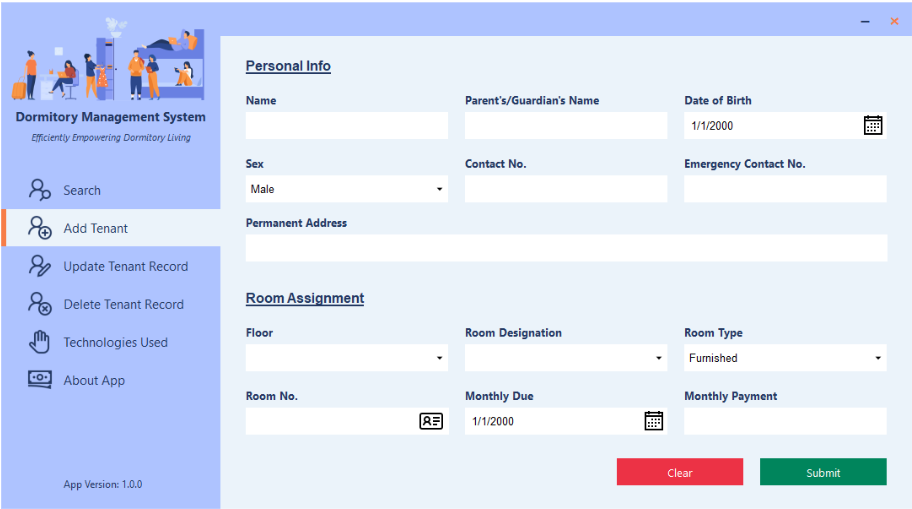 Dormitory Management System
Efficiently Empowering Dormitory Living
Search
Add Tenant
Update Tenant Record
Delete Tenant Record
Technologies Used
About App
App Version: 1.0.0
Personal Info
Name Parent's/Guardian's Name Date of Birth
1/1/2000
Sex Contact No. Emergency Contact No.
Male
Permanent Address
Room Assignment
Floor Room Designation Room Type
Furnished
Room No. Monthly Due Monthly Payment
1/1/2000
Clear Submit